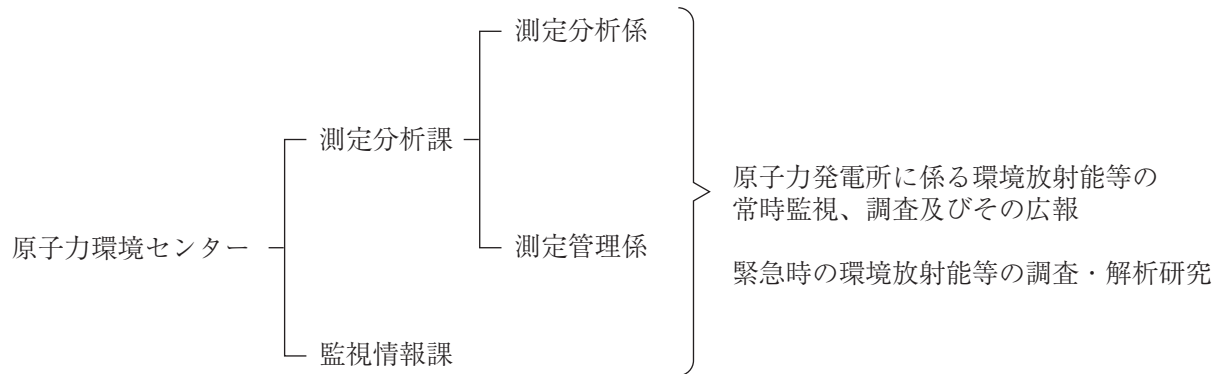 測定分析係
測定分析課
原子力環境センター
測定管理係
監視情報課
原子力発電所に係る環境放射能等の
常時監視、調査及びその広報
緊急時の環境放射能等の調査・解析研究